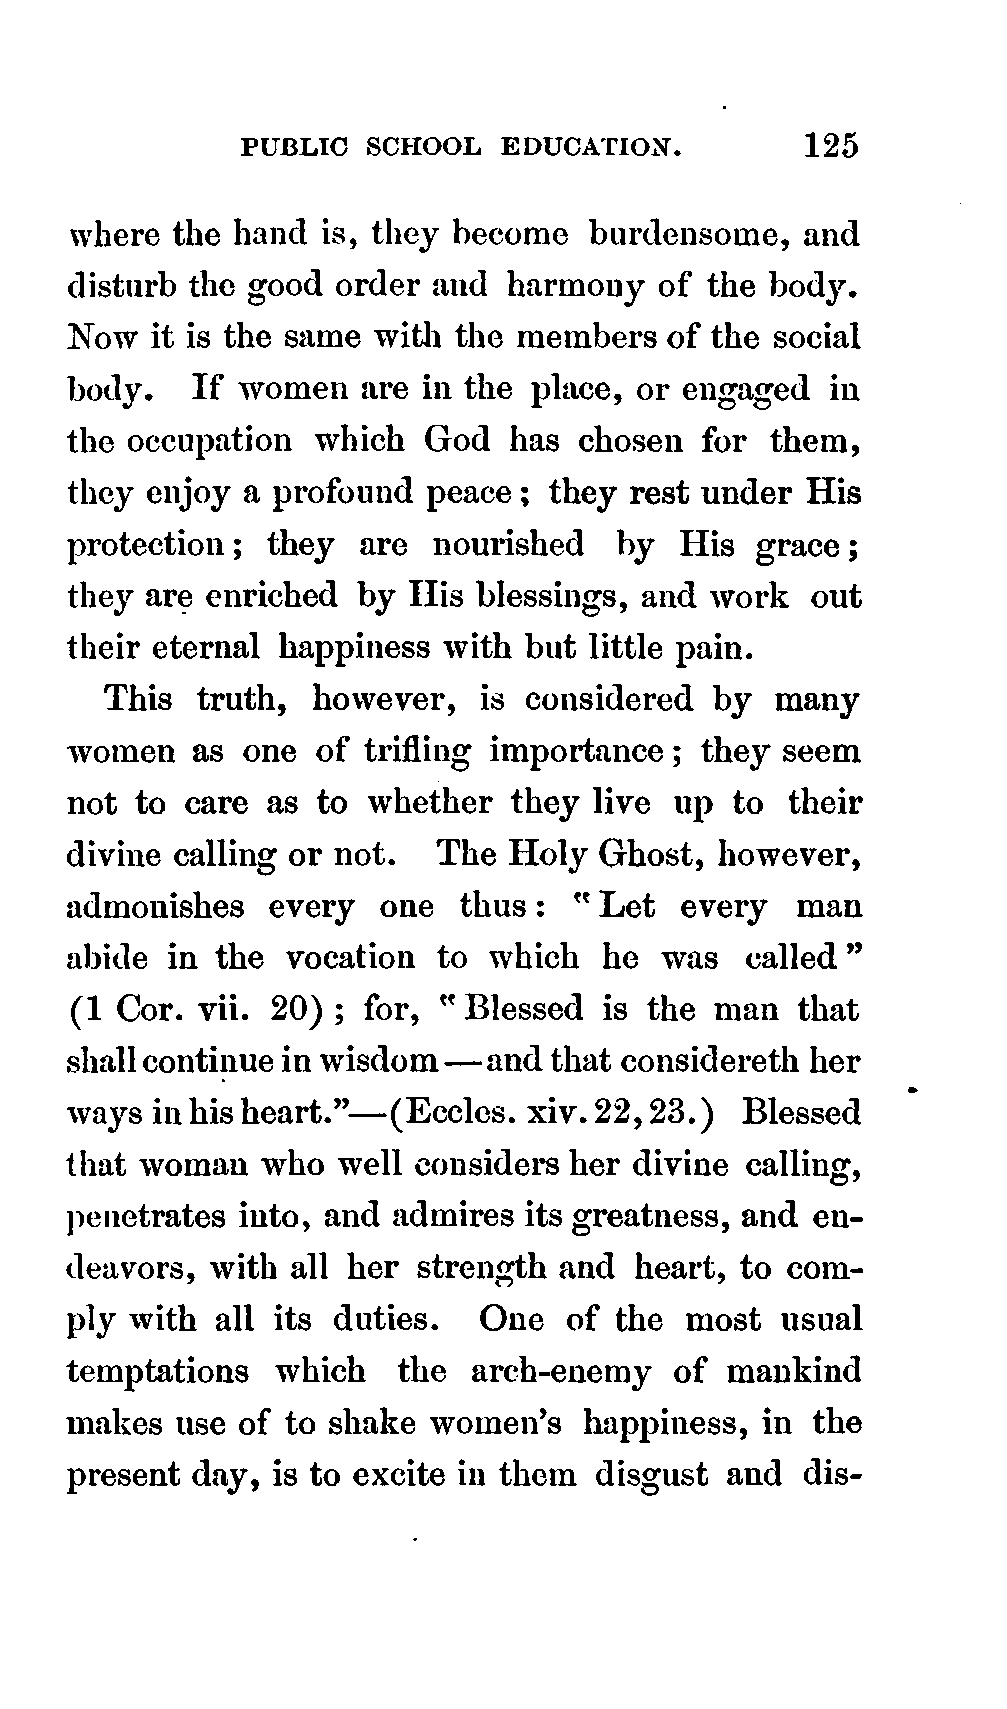 PUBLIC SCHOOL EDUCATION. 125
where the hand is, they become burdensome, and
disturb the good order and harmony of the body.
Now it is the same with the members of the social
body. If women are in the place, or engaged in
the occupation which God has chosen for them,
they enjoy a profound peace; they rest under His
protection; they are nourished by His grace;
they are enriched by His blessings, and work out
their eternal happiness with but little pain.
This truth, however, is considered by many
women as one of trifling importance; they seem
not to care as to whether they live up to their
divine calling or not. The Holy Ghost, however,
admonishes every one thus: "Let every man
abide in the vocation to which he was called"
(1 Cor. vii. 20); for, "Blessed is the man that
shall continue in wisdom—and that considereth her
ways in his heart."—(Eccles. xiv. 22, 23.) Blessed
that woman who well considers her divine calling,
penetrates into, and admires its greatness, and en-
deavors, with all her strength and heart, to com-
ply with all its duties. One of the most usual
temptations which the arch-enemy of mankind
makes use of to shake women's happiness, in the
present day, is to excite in them disgust and dis-